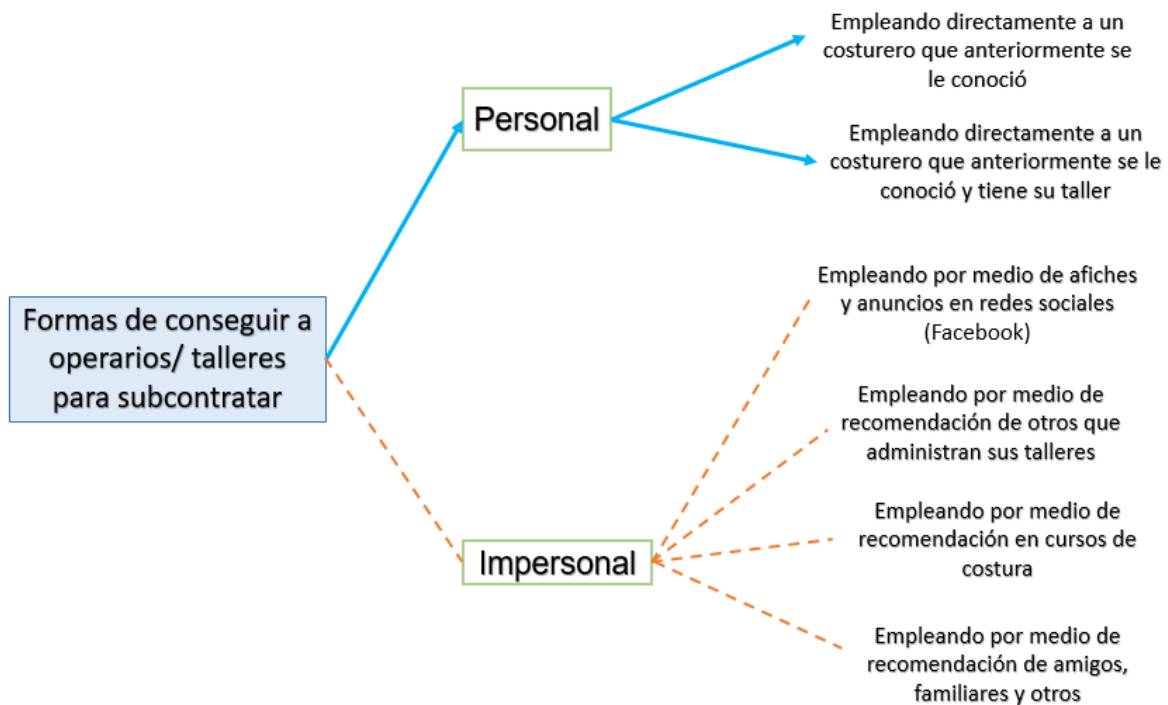 Formas de conseguir a
operarios/ talleres
para subcontratar
Personal
Empleando directamente a un
costurero que anteriormente se
le conoció
Empleando directamente a un
costurero que anteriormente se le
conoció y tiene su taller
Impersonal
Empleando por medio de afiches
y anuncios en redes sociales
(Facebook)
Empleando por medio de
recomendación de otros que
administran sus talleres
Empleando por medio de
recomendación en cursos de
costura
Empleando por medio de
recomendación de amigos,
familiares y otros